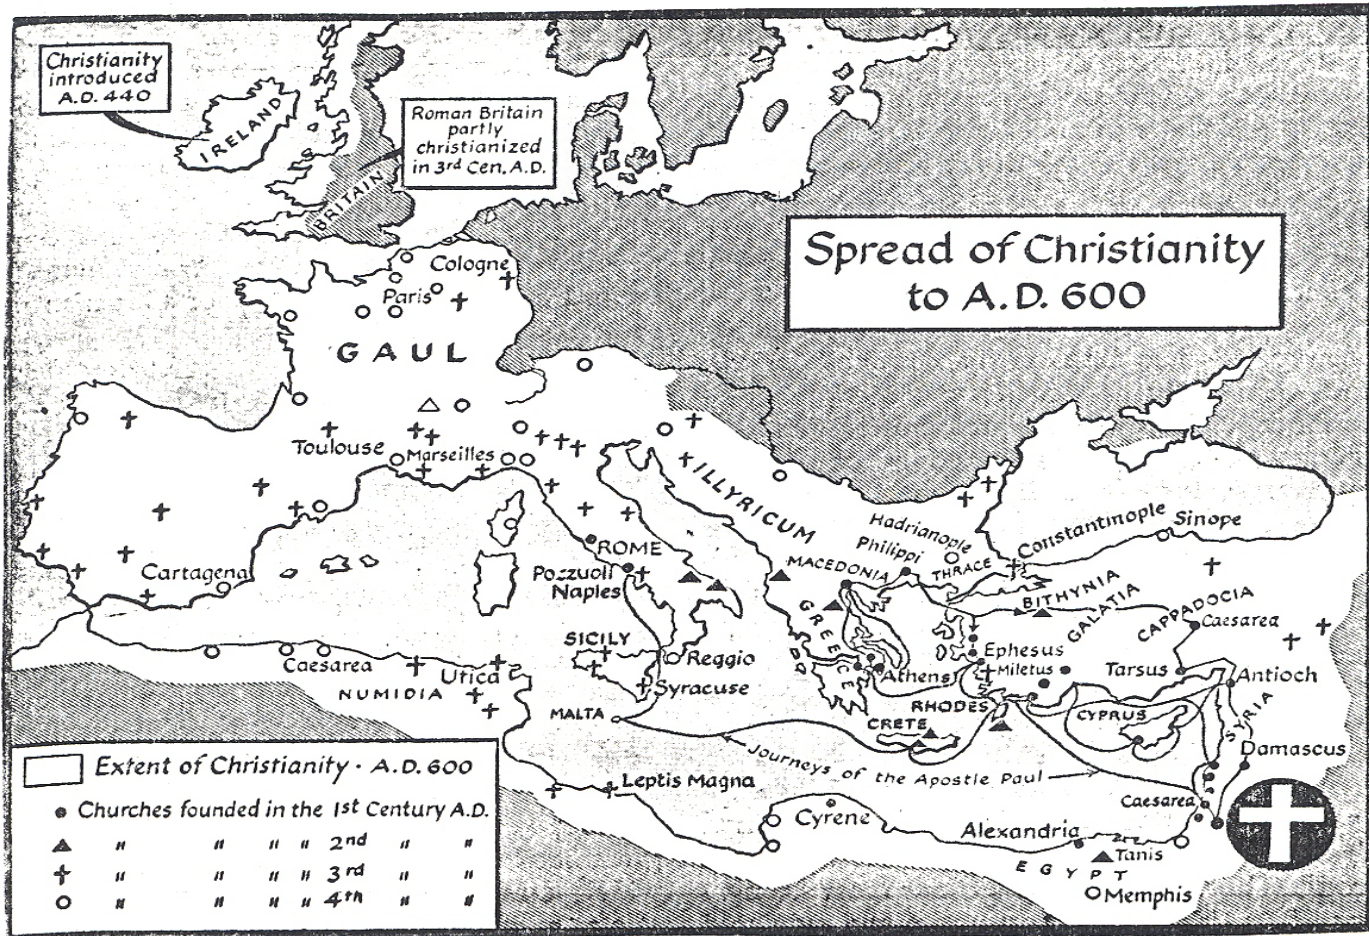 Christianity
introduced
A.D. 440
IRELAND
Roman Britain
partly
christianized
in 3rd Cen. A.D.
BRITAIN
Spread of Christianity
to A.D. 600
Cologne
Paris
GAUL
Toulouse
Marseilles
ILLYRICUM
Hadrianople
Philippi
THRACE
Constantinople
Sinope
ROME
Pozzuoli
Naples
MACEDONIA
GREECE
BITHYNIA
GALATIA
CAPPADOCIA
Caesarea
Cartagena
SICILY
Reggio
Syracuse
Athens
Ephesus
Miletus
Tarsus
Antioch
Caesarea
Utica
NUMIDIA
MALTA
RHODES
CRETE
CYPRUS
SYRIA
Damascus
Journeys of the Apostle Paul
Leptis Magna
Cyrene
Caesarea
Alexandria
Tanis
EGYPT
Memphis
Extent of Christianity · A.D. 600
Churches founded in the 1st Century A.D.
" " " " 2nd " "
" " " " 3rd " "
" " " " 4th " "